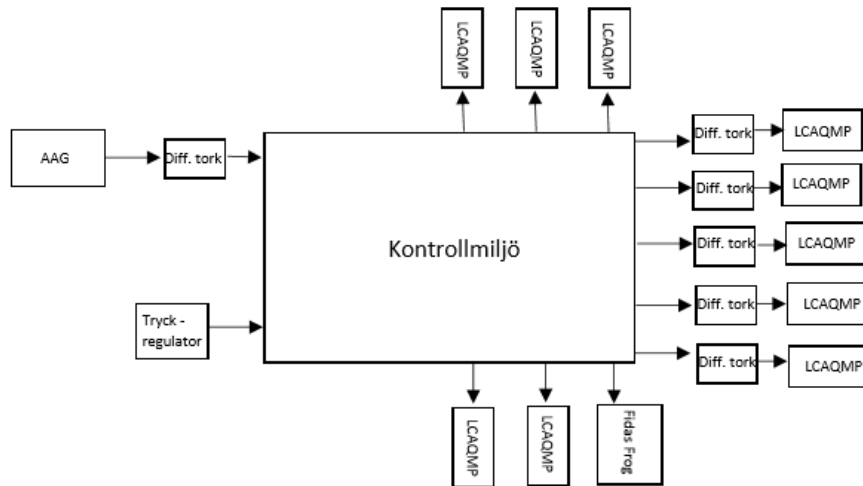 LCAQMP
LCAQMP
LCAQMP
AAG
Diff. tork
Diff. tork
LCAQMP
Diff. tork
LCAQMP
Kontrollmiljö
Diff. tork
LCAQMP
Diff. tork
LCAQMP
Tryck -
regulator
Diff. tork
LCAQMP
LCAQMP
LCAQMP
Fidas Frog